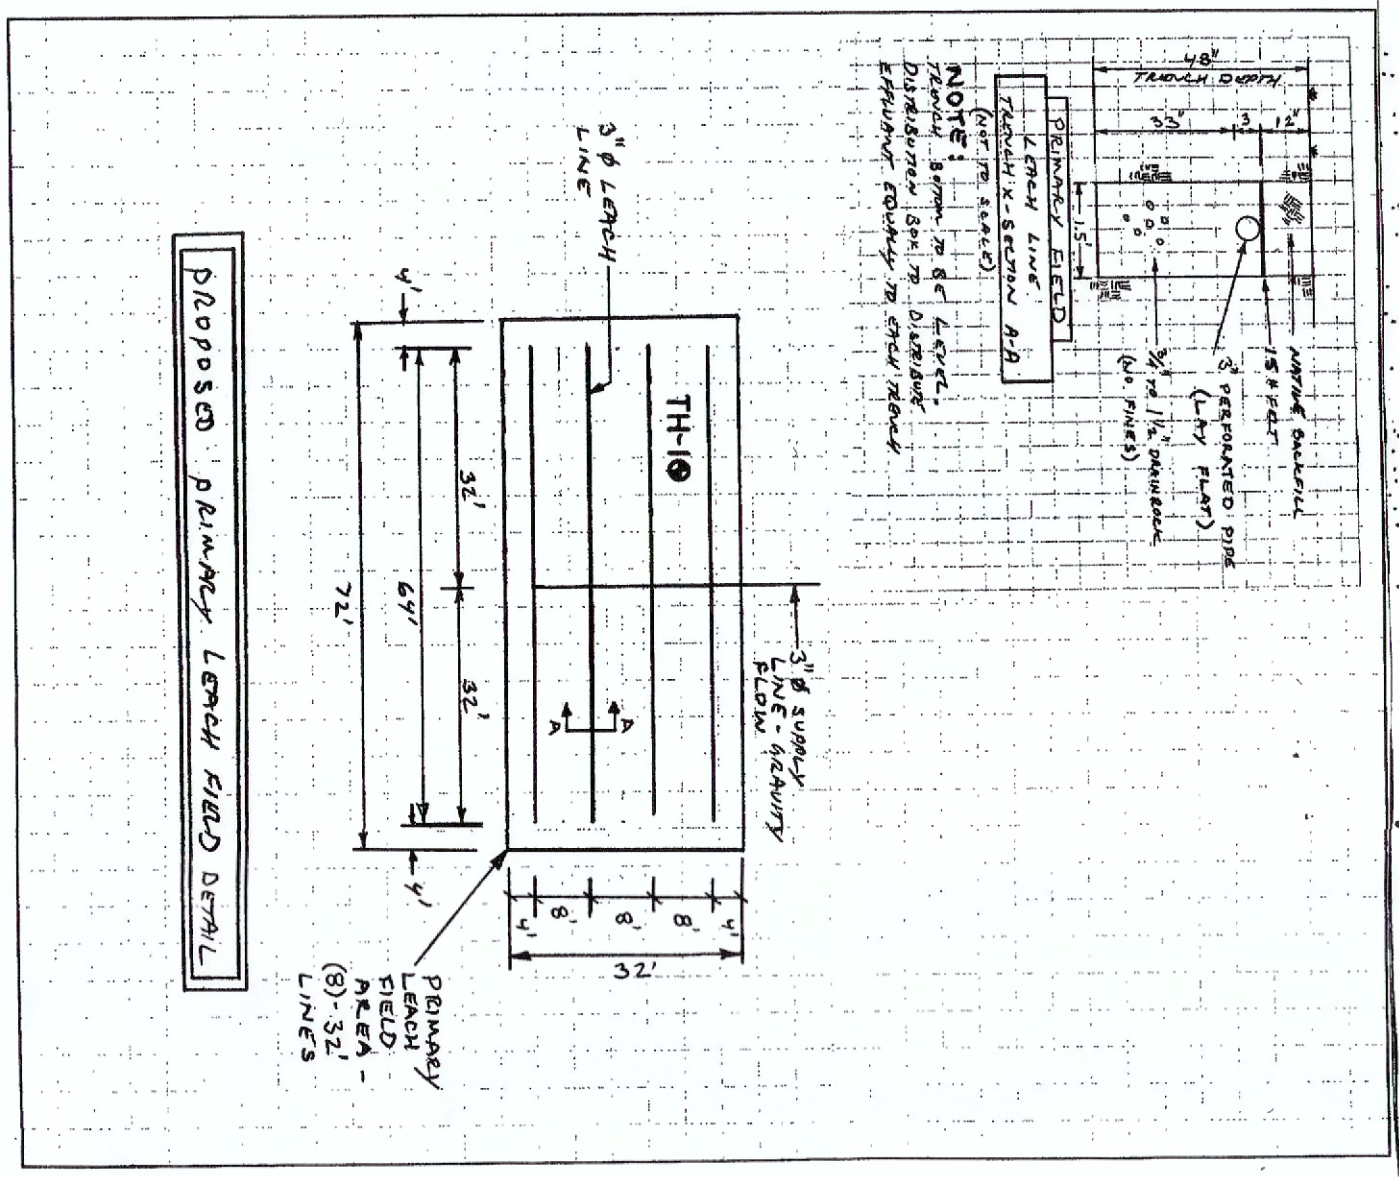 48"
TRENCH DEPTH
33"
3
12"
1.5'
NATIVE BACKFILL
15# FELT
3" PERFORATED PIPE
(LAY FLAT)
3/4" TO 1 1/2" DRAINROCK
(NO FINES)
PRIMARY FIELD
LEACH LINE
TRENCH X-SECTION A-A
(NOT TO SCALE)
NOTE:
TRENCH BOTTOM TO BE LEVEL.
DISTRIBUTION BOX TO DISTRIBUTE
EFFLUANT EQUALLY TO EACH TRENCH
3" Ø SUPPLY
LINE - GRAVITY
FLOW
3" Ø LEACH
LINE
TH-1
A
A
4'
32'
32'
64'
72'
4'
4'
8'
8'
8'
4'
32'
PRIMARY
LEACH
FIELD
AREA -
(8)-32'
LINES
PROPOSED PRIMARY LEACH FIELD DETAIL